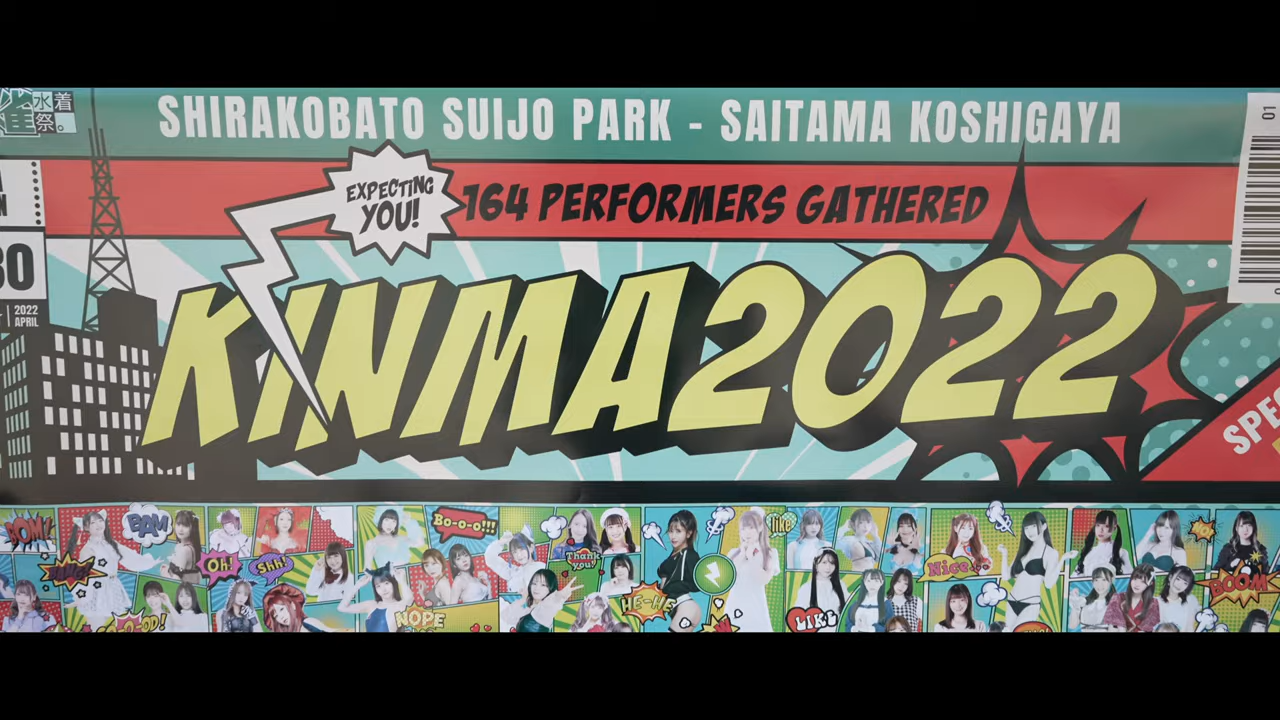 水着
祭。
SHIRAKOBATO SUIJO PARK - SAITAMA KOSHIGAYA
01
EXPECTING
YOU!
164 PERFORMERS GATHERED
30
2022
APRIL
KINMA2022
BAM
Bo-o-o!!!
like
Oh!
Shh!
Thank
you!
Nice...
HE-HE
BOOM
NOPE
LIKE